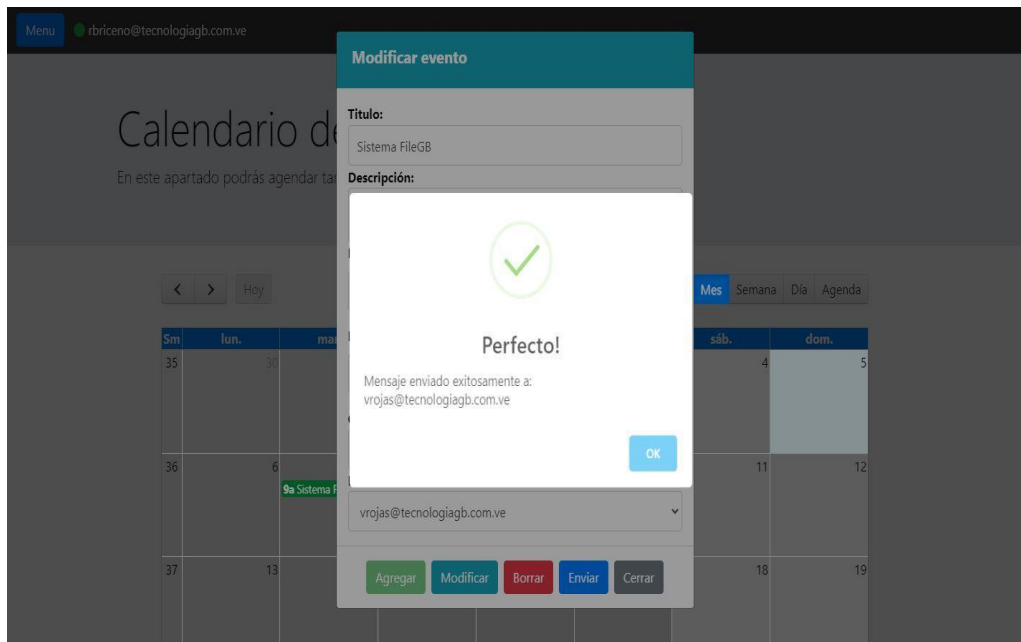 Menu rbriceno@tecnologiagb.com.ve
Modificar evento
Calendario de
En este apartado podrás agendar
Titulo:
Sistema FileGB
Descripción:
Perfecto!
Mensaje enviado exitosamente a:
vrojas@tecnologiagb.com.ve
OK
vrojas@tecnologiagb.com.ve
Agregar Modificar Borrar Enviar Cerrar
Hoy
Mes Semana Día Agenda
Sm lun. sáb. dom.
35 30 4 5
36 6 11 12
9a Sistema
37 13 18 19